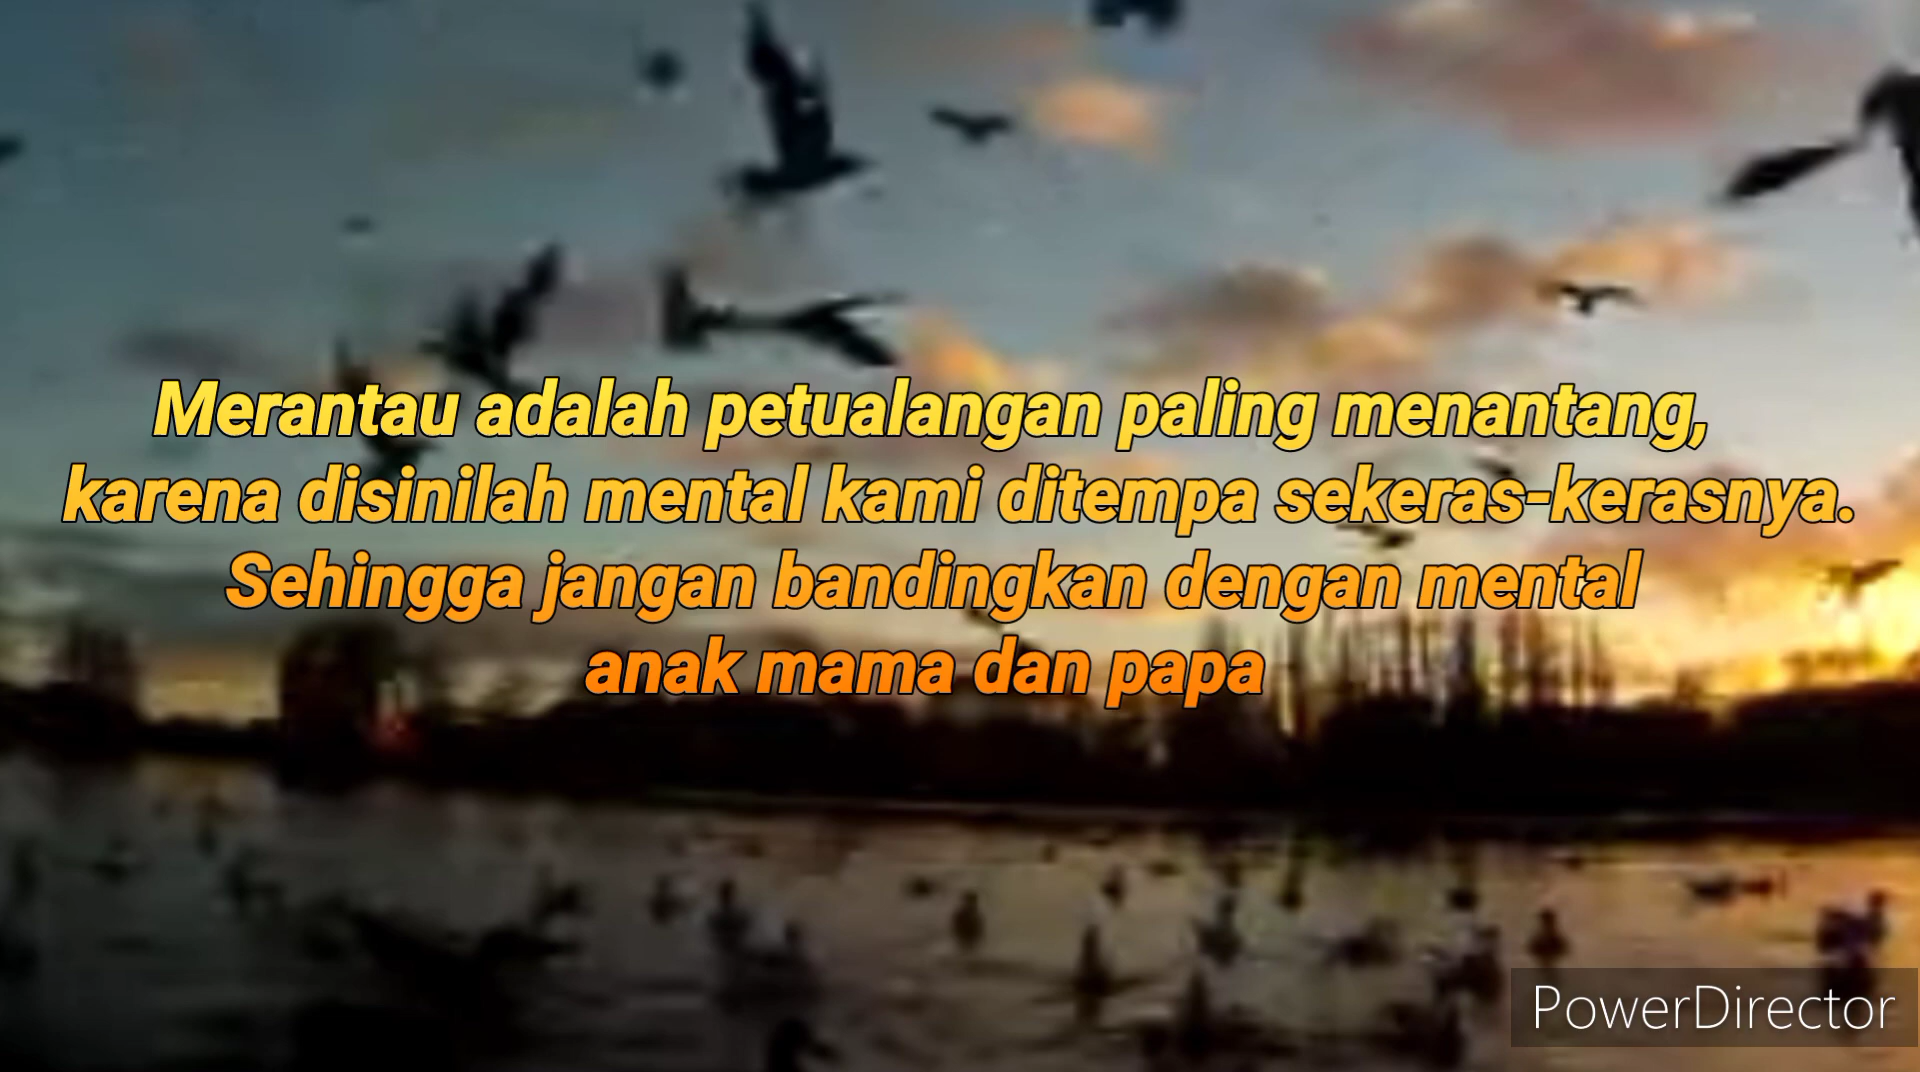 Merantau adalah petualangan paling menantang,
karena disinilah mental kami ditempa sekeras-kerasnya.
Sehingga jangan bandingkan dengan mental
anak mama dan papa
PowerDirector